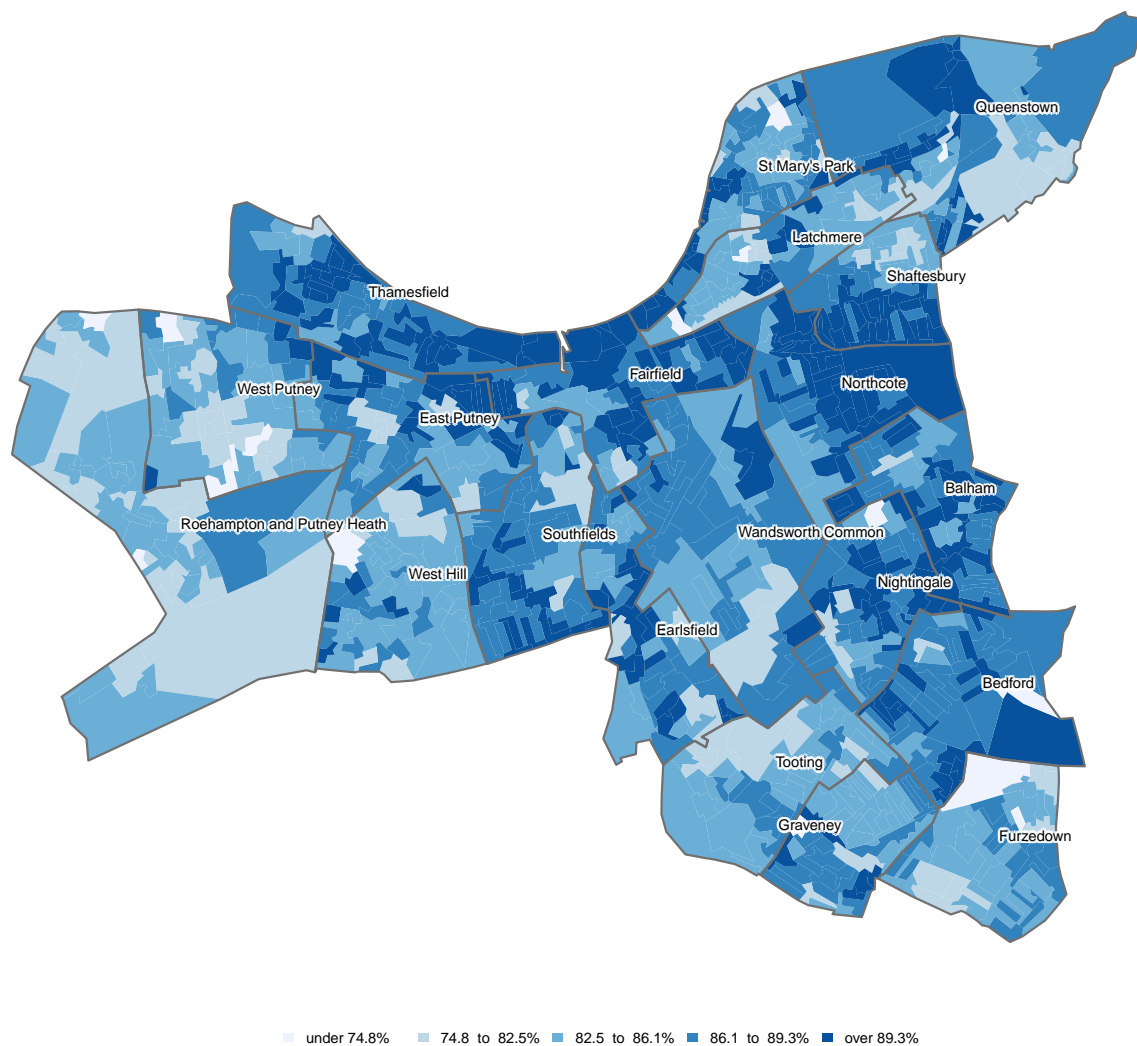 Queenstown
St Mary's Park
Latchmere
Shaftesbury
Thamesfield
Fairfield
Northcote
West Putney
East Putney
Balham
Roehampton and Putney Heath
Southfields
Wandsworth Common
West Hill
Nightingale
Earlsfield
Bedford
Tooting
Graveney
Furzedown
under 74.8% 74.8 to 82.5% 82.5 to 86.1% 86.1 to 89.3% over 89.3%